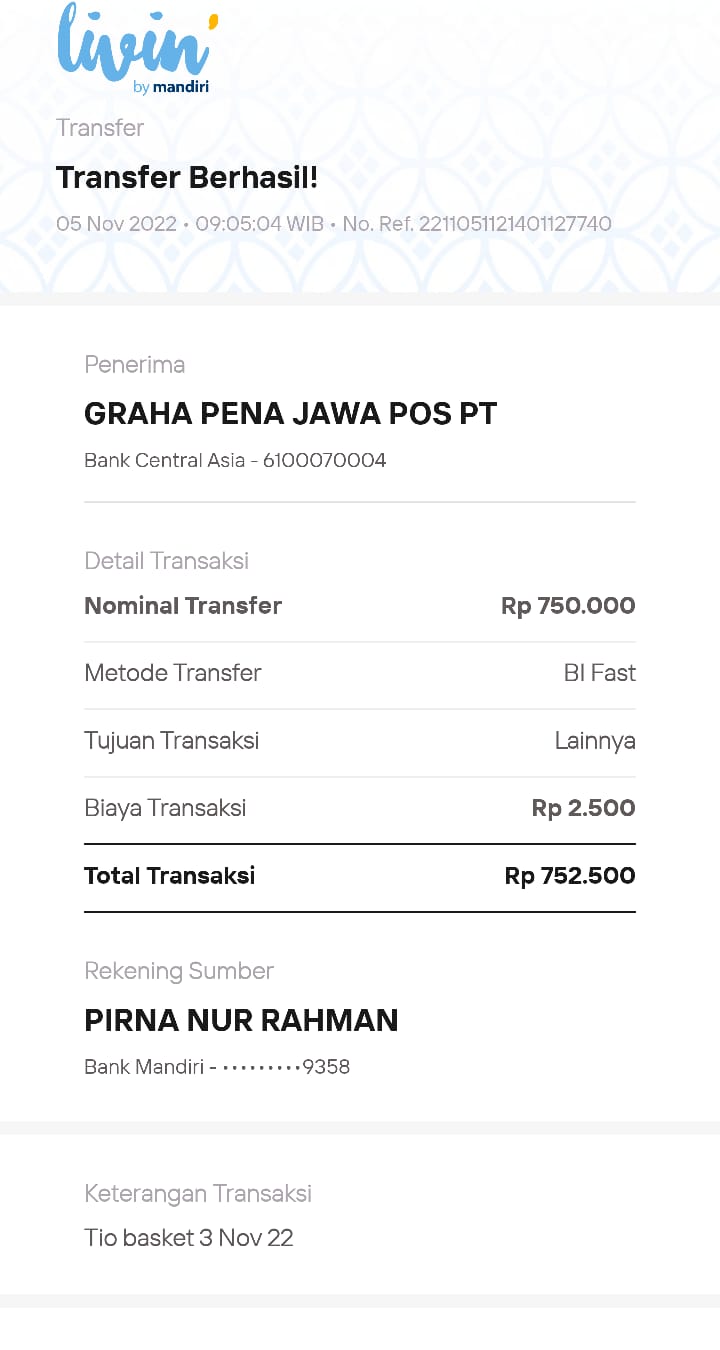 livin'
by mandiri
Transfer
Transfer Berhasil!
05 Nov 2022 • 09:05:04 WIB • No. Ref. 2211051121401127740
Penerima
GRAHA PENA JAWA POS PT
Bank Central Asia - 6100070004
Detail Transaksi
Nominal Transfer Rp 750.000
Metode Transfer BI Fast
Tujuan Transaksi Lainnya
Biaya Transaksi Rp 2.500
Total Transaksi Rp 752.500
Rekening Sumber
PIRNA NUR RAHMAN
Bank Mandiri - •••••••••9358
Keterangan Transaksi
Tio basket 3 Nov 22